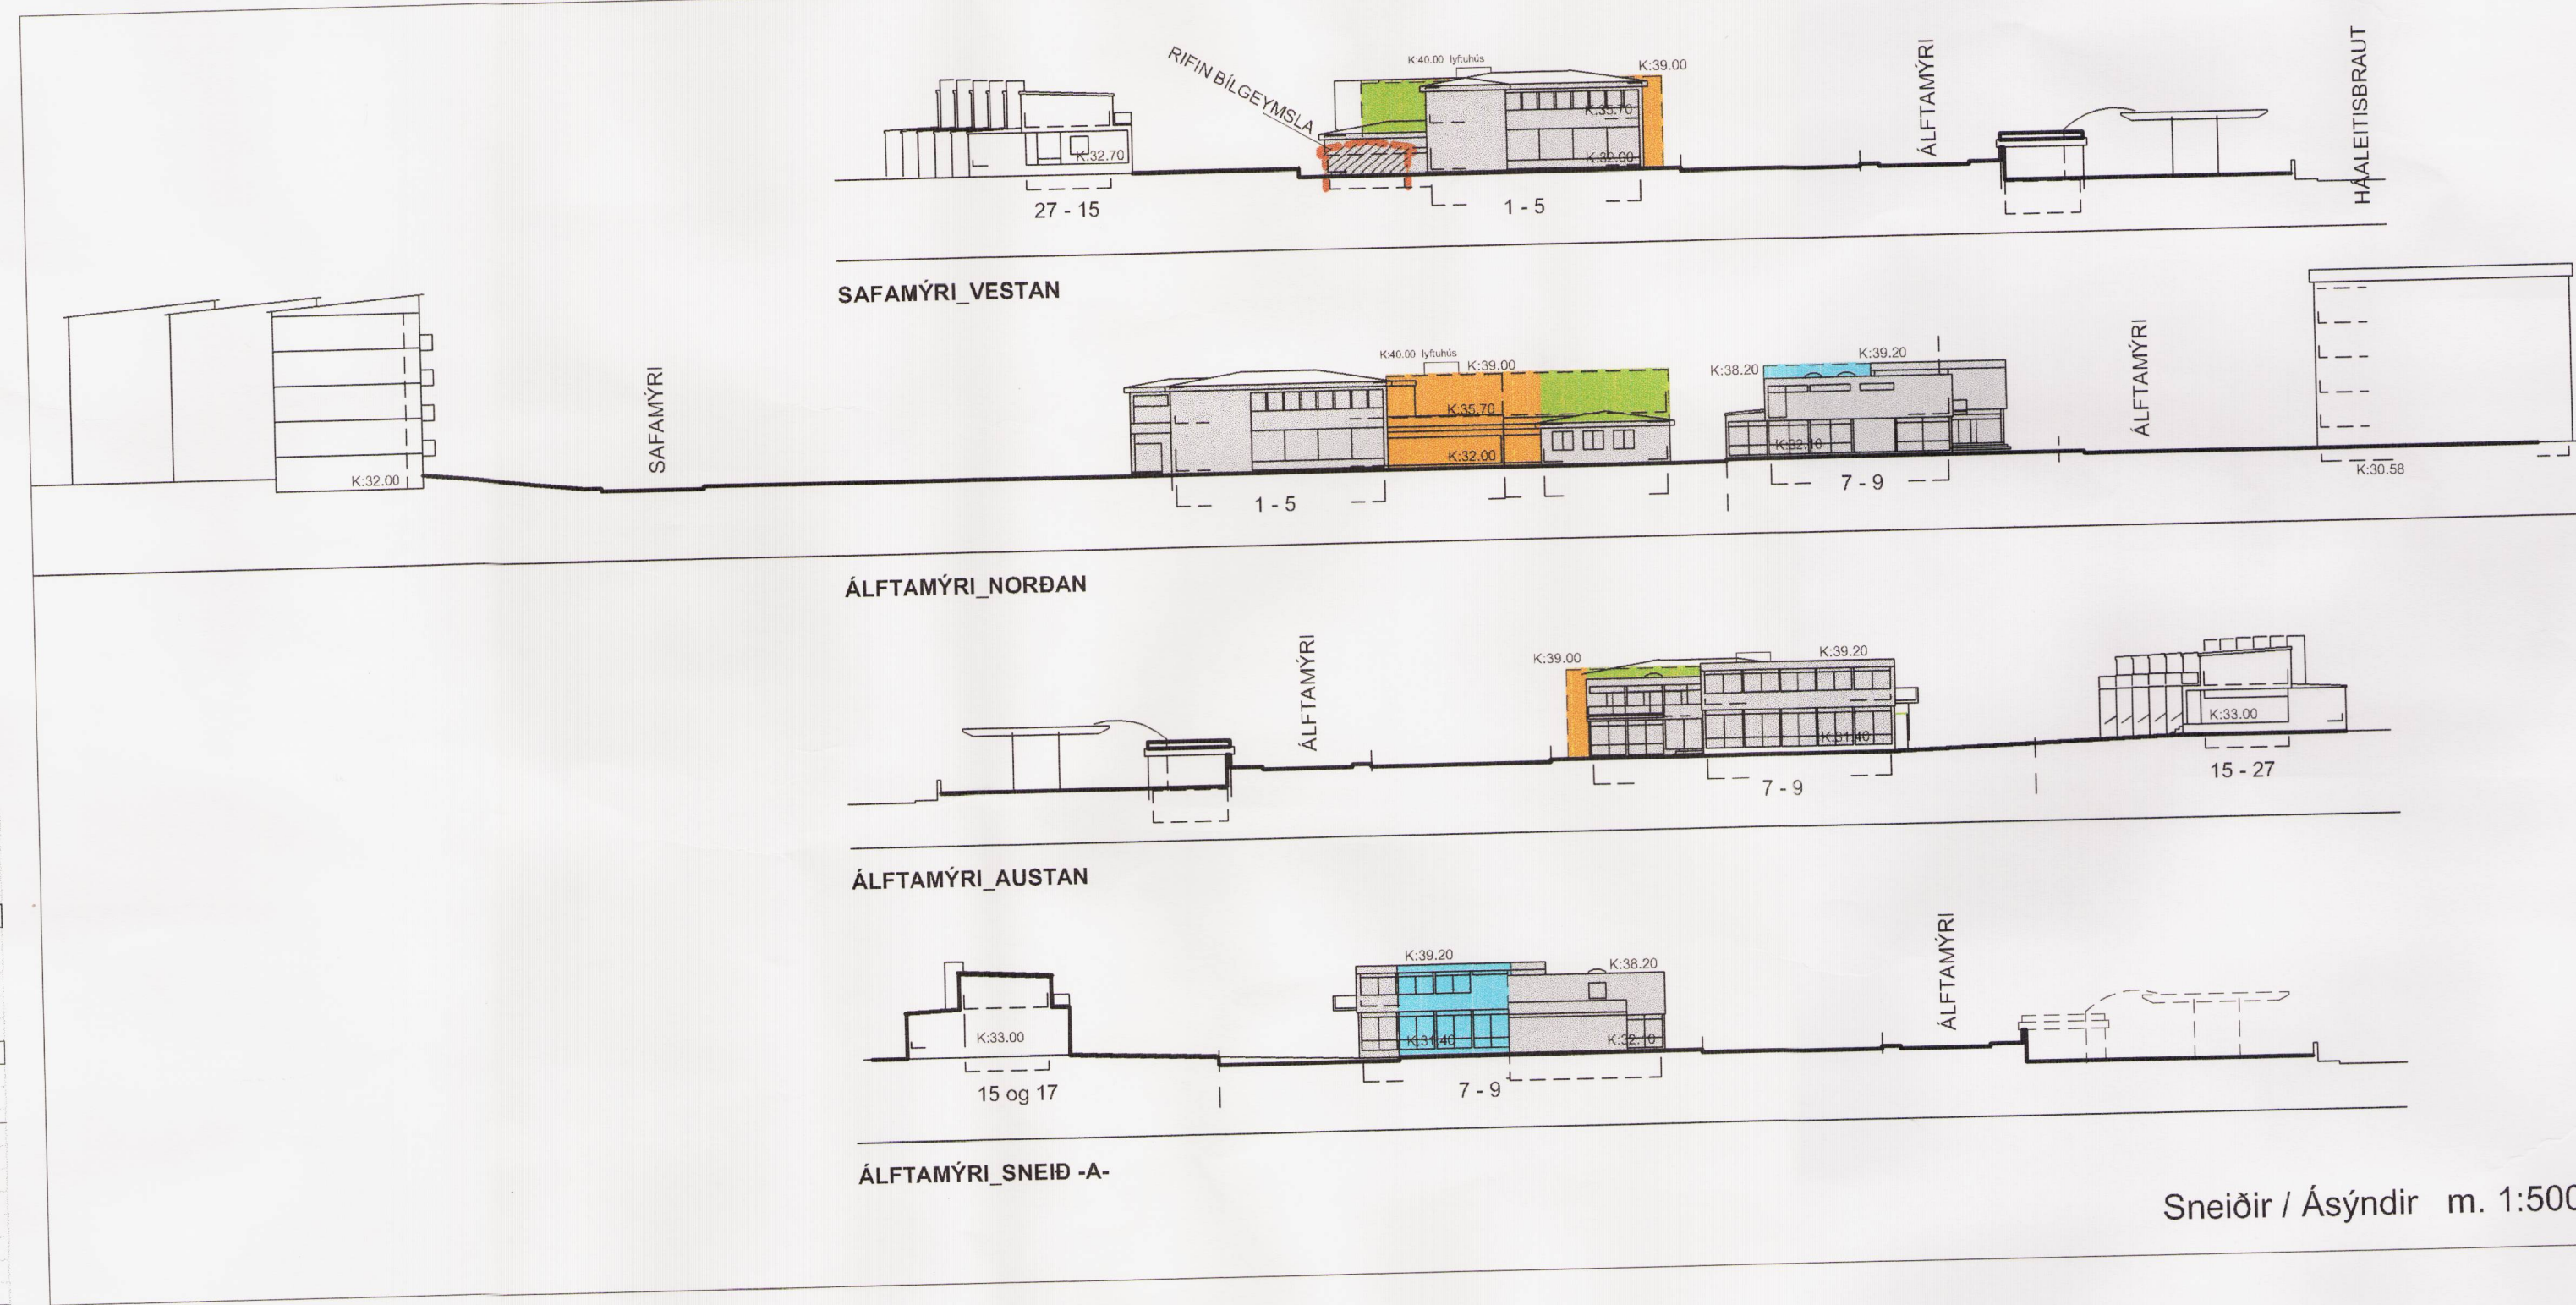 RIFIN BÍLGEYMSLA
K:40.00 lyftuhús
K:39.00
K:35.70
K:32.00
K:32.70
27 - 15
1 - 5
ÁLFTAMÝRI
HÁALEITISBRAUT
SAFAMÝRI_VESTAN
K:32.00
SAFAMÝRI
K:40.00 lyftuhús
K:39.00
K:35.70
K:32.00
1 - 5
K:38.20
K:39.20
K:32.10
7 - 9
ÁLFTAMÝRI
K:30.58
ÁLFTAMÝRI_NORÐAN
ÁLFTAMÝRI
K:39.00
K:39.20
K:31.40
7 - 9
K:33.00
15 - 27
ÁLFTAMÝRI_AUSTAN
K:33.00
15 og 17
K:39.20
K:38.20
K:31.40
K:32.10
7 - 9
ÁLFTAMÝRI
ÁLFTAMÝRI_SNEIÐ -A-
Sneiðir / Ásýndir m. 1:500